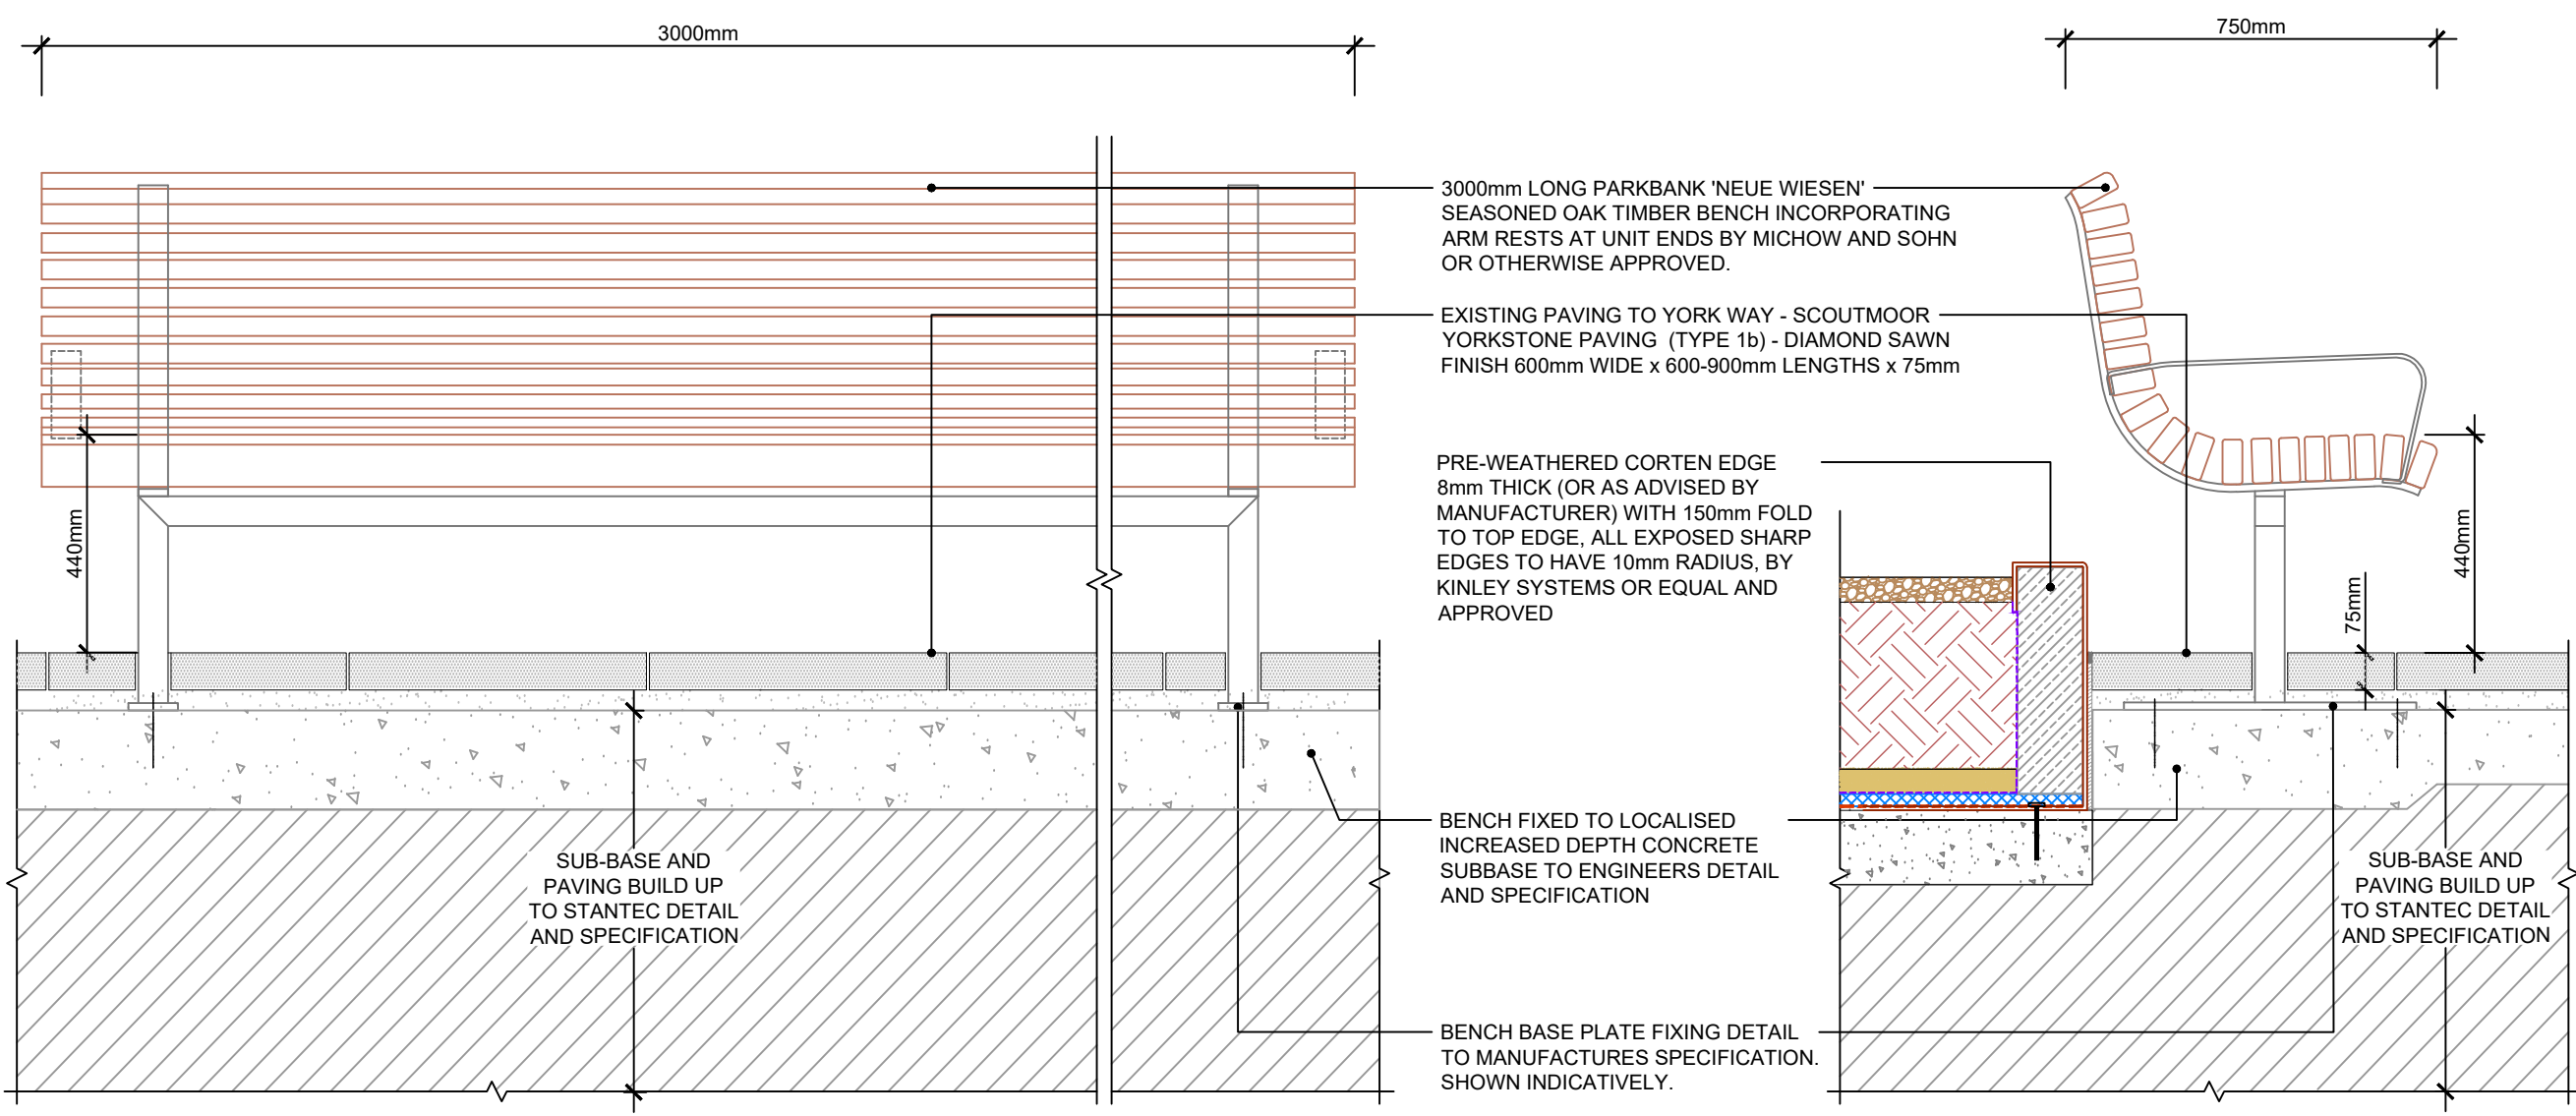 3000mm
750mm
3000mm LONG PARKBANK 'NEUE WIESEN'
SEASONED OAK TIMBER BENCH INCORPORATING
ARM RESTS AT UNIT ENDS BY MICHOW AND SOHN
OR OTHERWISE APPROVED.
EXISTING PAVING TO YORK WAY - SCOUTMOOR
YORKSTONE PAVING (TYPE 1b) - DIAMOND SAWN
FINISH 600mm WIDE x 600-900mm LENGTHS x 75mm
PRE-WEATHERED CORTEN EDGE
8mm THICK (OR AS ADVISED BY
MANUFACTURER) WITH 150mm FOLD
TO TOP EDGE, ALL EXPOSED SHARP
EDGES TO HAVE 10mm RADIUS, BY
KINLEY SYSTEMS OR EQUAL AND
APPROVED
440mm
440mm
75mm
BENCH FIXED TO LOCALISED
INCREASED DEPTH CONCRETE
SUBBASE TO ENGINEERS DETAIL
AND SPECIFICATION
SUB-BASE AND
PAVING BUILD UP
TO STANTEC DETAIL
AND SPECIFICATION
SUB-BASE AND
PAVING BUILD UP
TO STANTEC DETAIL
AND SPECIFICATION
BENCH BASE PLATE FIXING DETAIL
TO MANUFACTURES SPECIFICATION.
SHOWN INDICATIVELY.